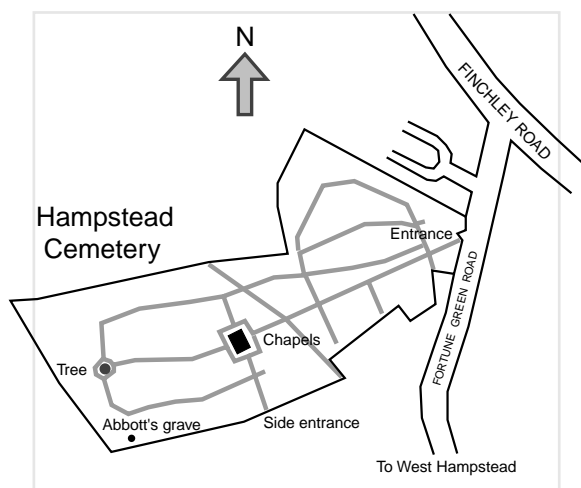 N
FINCHLEY ROAD
Hampstead
Cemetery
Entrance
FORTUNE GREEN ROAD
Chapels
Tree
Abbott's grave
Side entrance
To West Hampstead